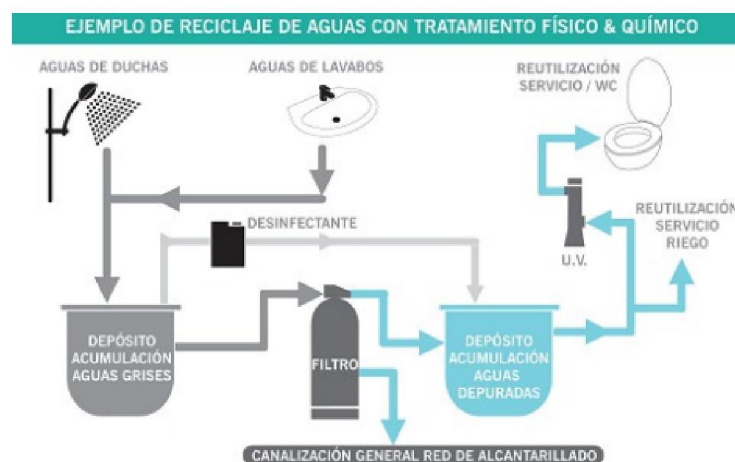 EJEMPLO DE RECICLAJE DE AGUAS CON TRATAMIENTO FÍSICO & QUÍMICO
AGUAS DE DUCHAS
AGUAS DE LAVABOS
REUTILIZACIÓN
SERVICIO / WC
DESINFECTANTE
U.V.
REUTILIZACIÓN
SERVICIO
RIEGO
DEPÓSITO
ACUMULACIÓN
AGUAS GRISES
FILTRO
DEPÓSITO
ACUMULACIÓN
AGUAS
DEPURADAS
CANALIZACIÓN GENERAL RED DE ALCANTARILLADO